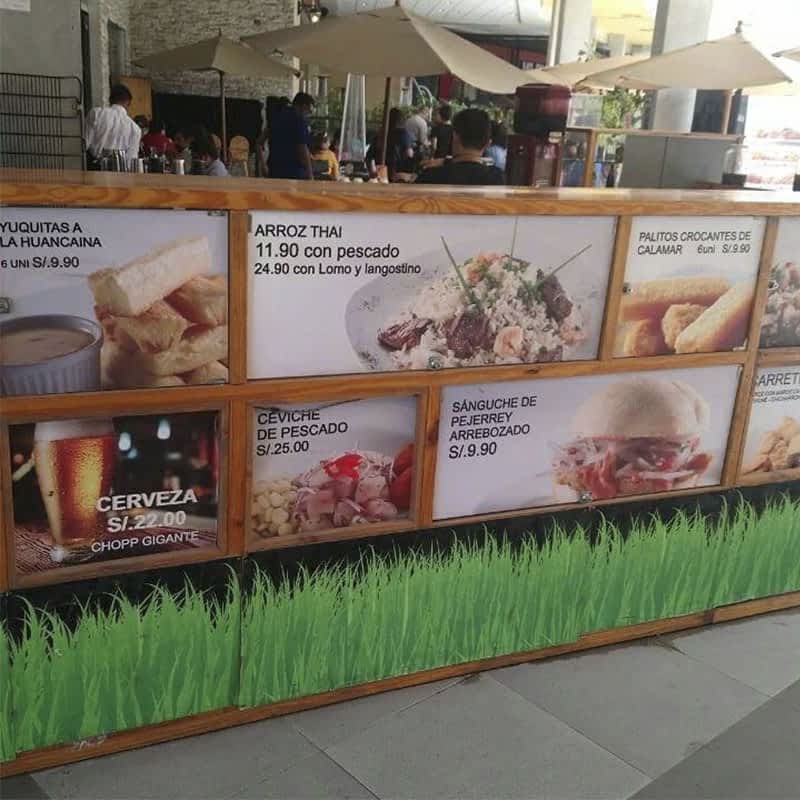 YUQUITAS A
LA HUANCAINA
6 UNI S/.9.90
ARROZ THAI
11.90 con pescado
24.90 con Lomo y langostino
PALITOS CROCANTES DE
CALAMAR 6uni S/.9.90
CERVEZA
S/.22.00
CHOPP GIGANTE
CEVICHE
DE PESCADO
S/.25.00
SÁNGUCHE DE
PEJERREY
ARREBOZADO
S/.9.90